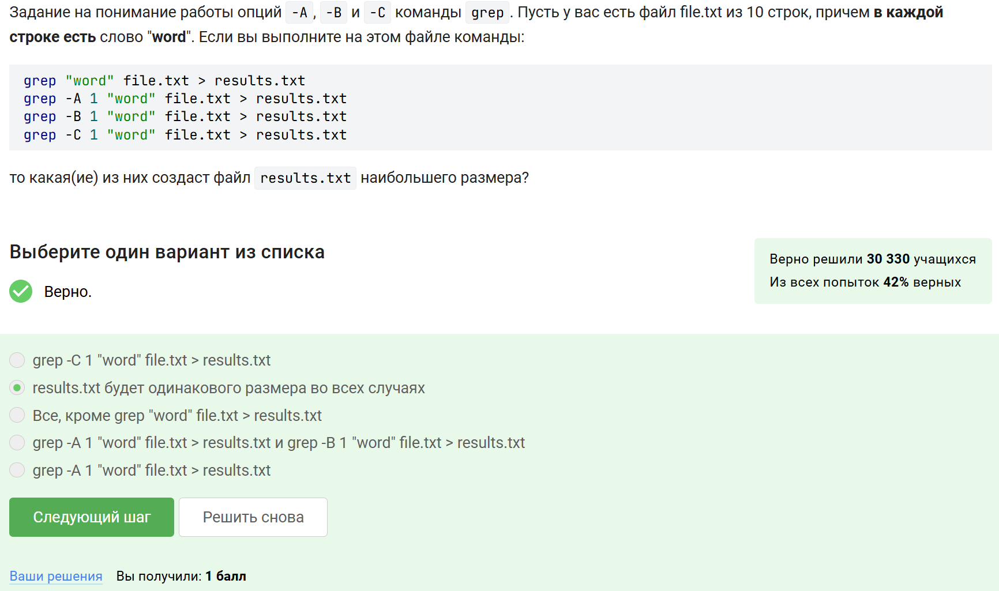 Задание на понимание работы опций -A, -B и -C команды grep. Пусть у вас есть файл file.txt из 10 строк, причем в каждой
строке есть слово "word". Если вы выполните на этом файле команды:
grep "word" file.txt > results.txt
grep -A 1 "word" file.txt > results.txt
grep -B 1 "word" file.txt > results.txt
grep -C 1 "word" file.txt > results.txt
то какая(ие) из них создаст файл results.txt наибольшего размера?
Выберите один вариант из списка
Верно решили 30 330 учащихся
Из всех попыток 42% верных
Верно.
grep -C 1 "word" file.txt > results.txt
results.txt будет одинакового размера во всех случаях
Все, кроме grep "word" file.txt > results.txt
grep -A 1 "word" file.txt > results.txt и grep -B 1 "word" file.txt > results.txt
grep -A 1 "word" file.txt > results.txt
Следующий шаг
Решить снова
Ваши решения Вы получили: 1 балл